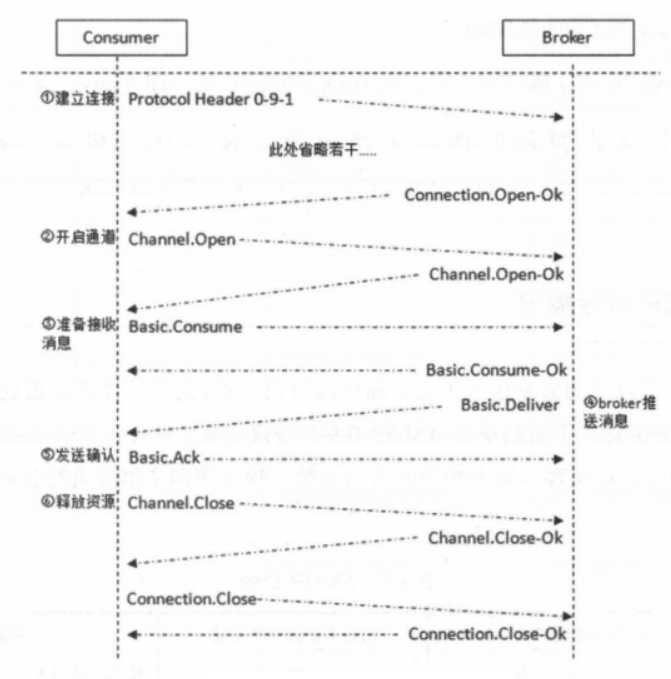 Consumer
Broker
①建立连接 Protocol Header 0-9-1
此处省略若干.....
Connection.Open-Ok
②开启通道 Channel.Open
Channel.Open-Ok
③准备接收 Basic.Consume
消息
Basic.Consume-Ok
Basic.Deliver
④broker推
送消息
⑤发送确认 Basic.Ack
⑥释放资源 Channel.Close
Channel.Close-Ok
Connection.Close
Connection.Close-Ok